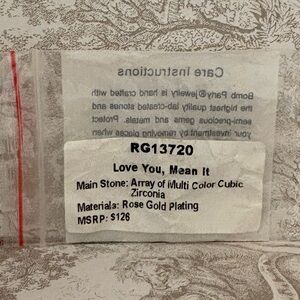 Care Instructions
Bomb Party® jewelry is hand crafted with
the highest quality lab-created stones and
semi-precious gems and metals. Protect
your investment by removing when
RG13720
Love You, Mean It
Main Stone: Array of Multi Color Cubic
Zirconia
Materials: Rose Gold Plating
MSRP: $126